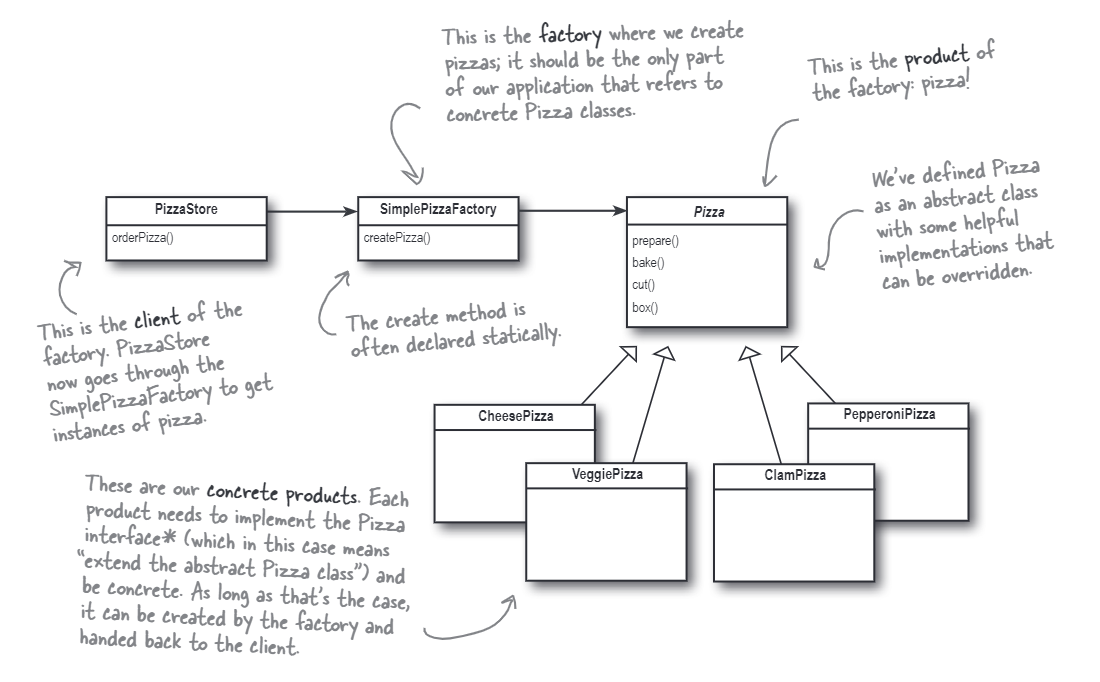 This is the factory where we create
pizzas; it should be the only part
of our application that refers to
concrete Pizza classes.
This is the product of
the factory: pizza!
We've defined Pizza
as an abstract class
with some helpful
implementations that
can be overridden.
PizzaStore
orderPizza()
SimplePizzaFactory
createPizza()
Pizza
prepare()
bake()
cut()
box()
This is the client of the
factory. PizzaStore
now goes through the
SimplePizzaFactory to get
instances of pizza.
The create method is
often declared statically.
CheesePizza
VeggiePizza
ClamPizza
PepperoniPizza
These are our concrete products. Each
product needs to implement the Pizza
interface* (which in this case means
“extend the abstract Pizza class”) and
be concrete. As long as that's the case,
it can be created by the factory and
handed back to the client.